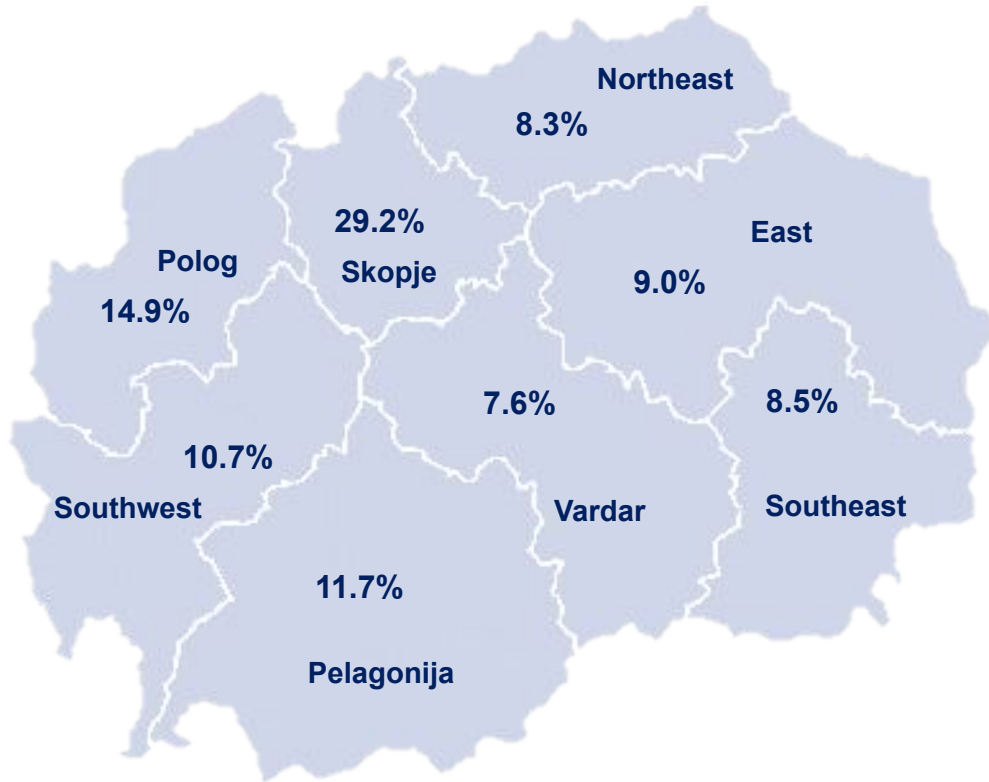 Northeast
8.3%
29.2%
Skopje
East
9.0%
Polog
14.9%
7.6%
Vardar
8.5%
Southeast
10.7%
Southwest
11.7%
Pelagonija